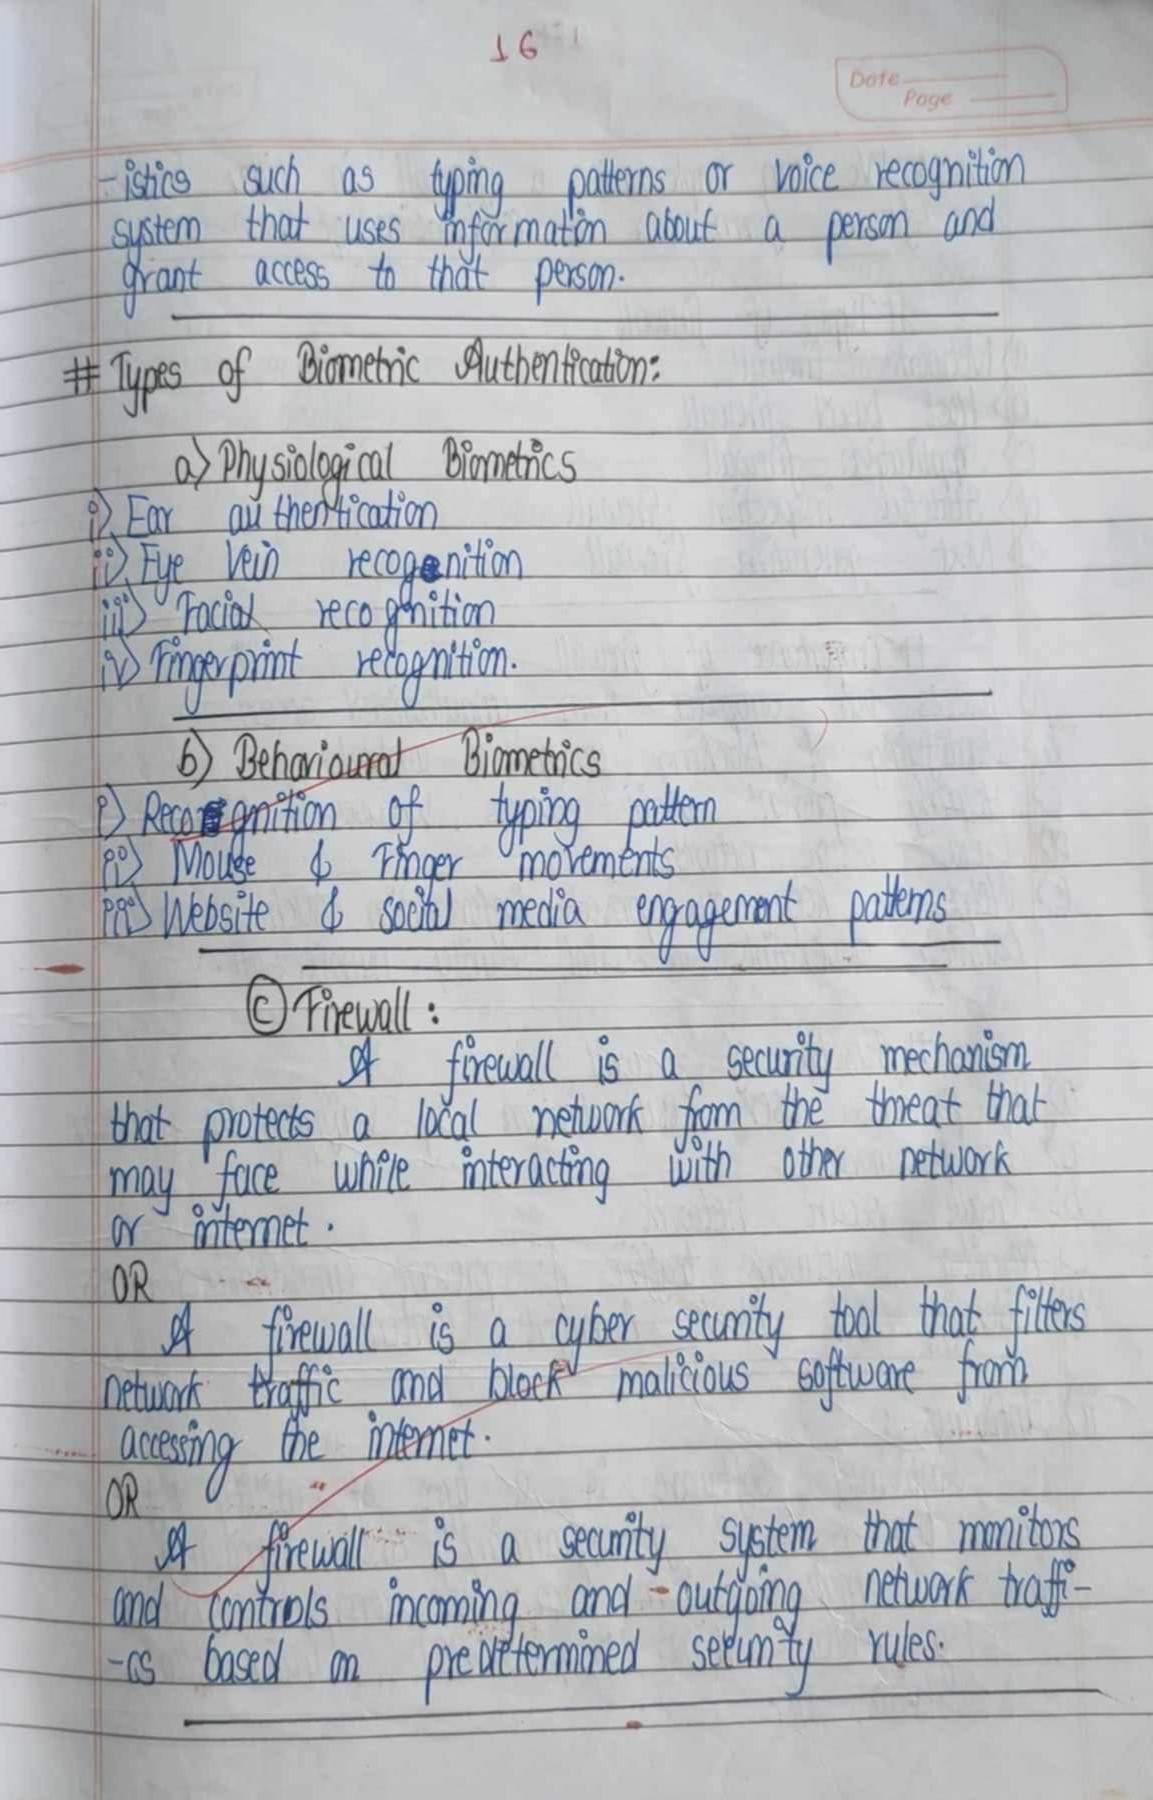 16
Date
Page
-istics such as typing patterns or voice recognition
system that uses information about a person and
grant access to that person.
# Types of Biometric Authentication:
a) Physiological Biometrics
i) Ear authentication
ii) Eye vein recognition
iii) Facial recognition
iv) Fingerprint recognition.
b) Behavioural Biometrics
i) Recognition of typing pattern
ii) Mouse & Finger movements
iii) Website & social media engagement patterns
C Firewall:
A firewall is a security mechanism
that protects a local network from the threat that
may face while interacting with other network
or internet.
OR
A firewall is a cyber security tool that filters
network traffic and block malicious software from
accessing the internet.
OR
A firewall is a security system that monitors
and controls incoming and outgoing network traffi-
-cs based on predetermined security rules.